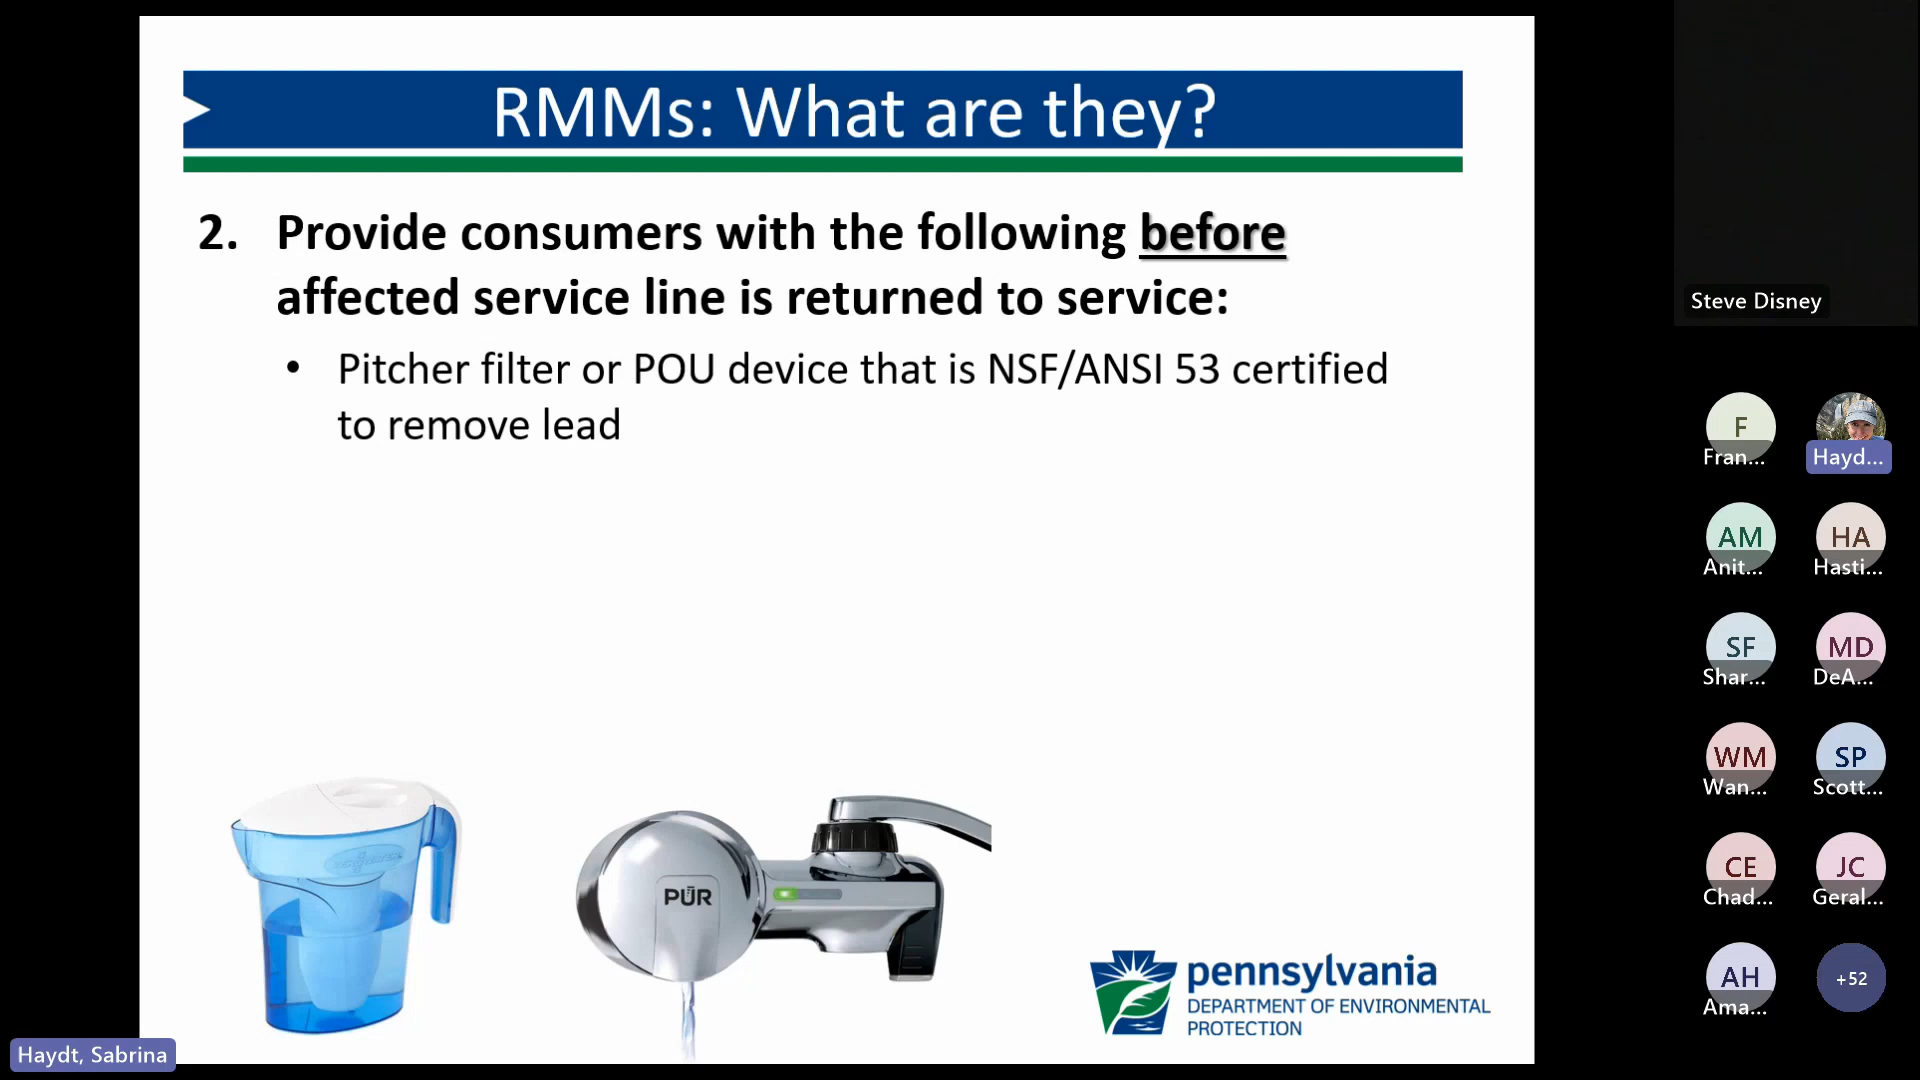 RMMs: What are they?
2. Provide consumers with the following before
affected service line is returned to service:
• Pitcher filter or POU device that is NSF/ANSI 53 certified
to remove lead
PŪR
pennsylvania
DEPARTMENT OF ENVIRONMENTAL
PROTECTION
Haydt, Sabrina
Steve Disney
F
Fran...
Hayd...
AM
Anit...
HA
Hasti...
SF
Shar...
MD
DeA...
WM
Wan...
SP
Scott...
CE
Chad...
JC
Geral...
AH
Ama...
+52